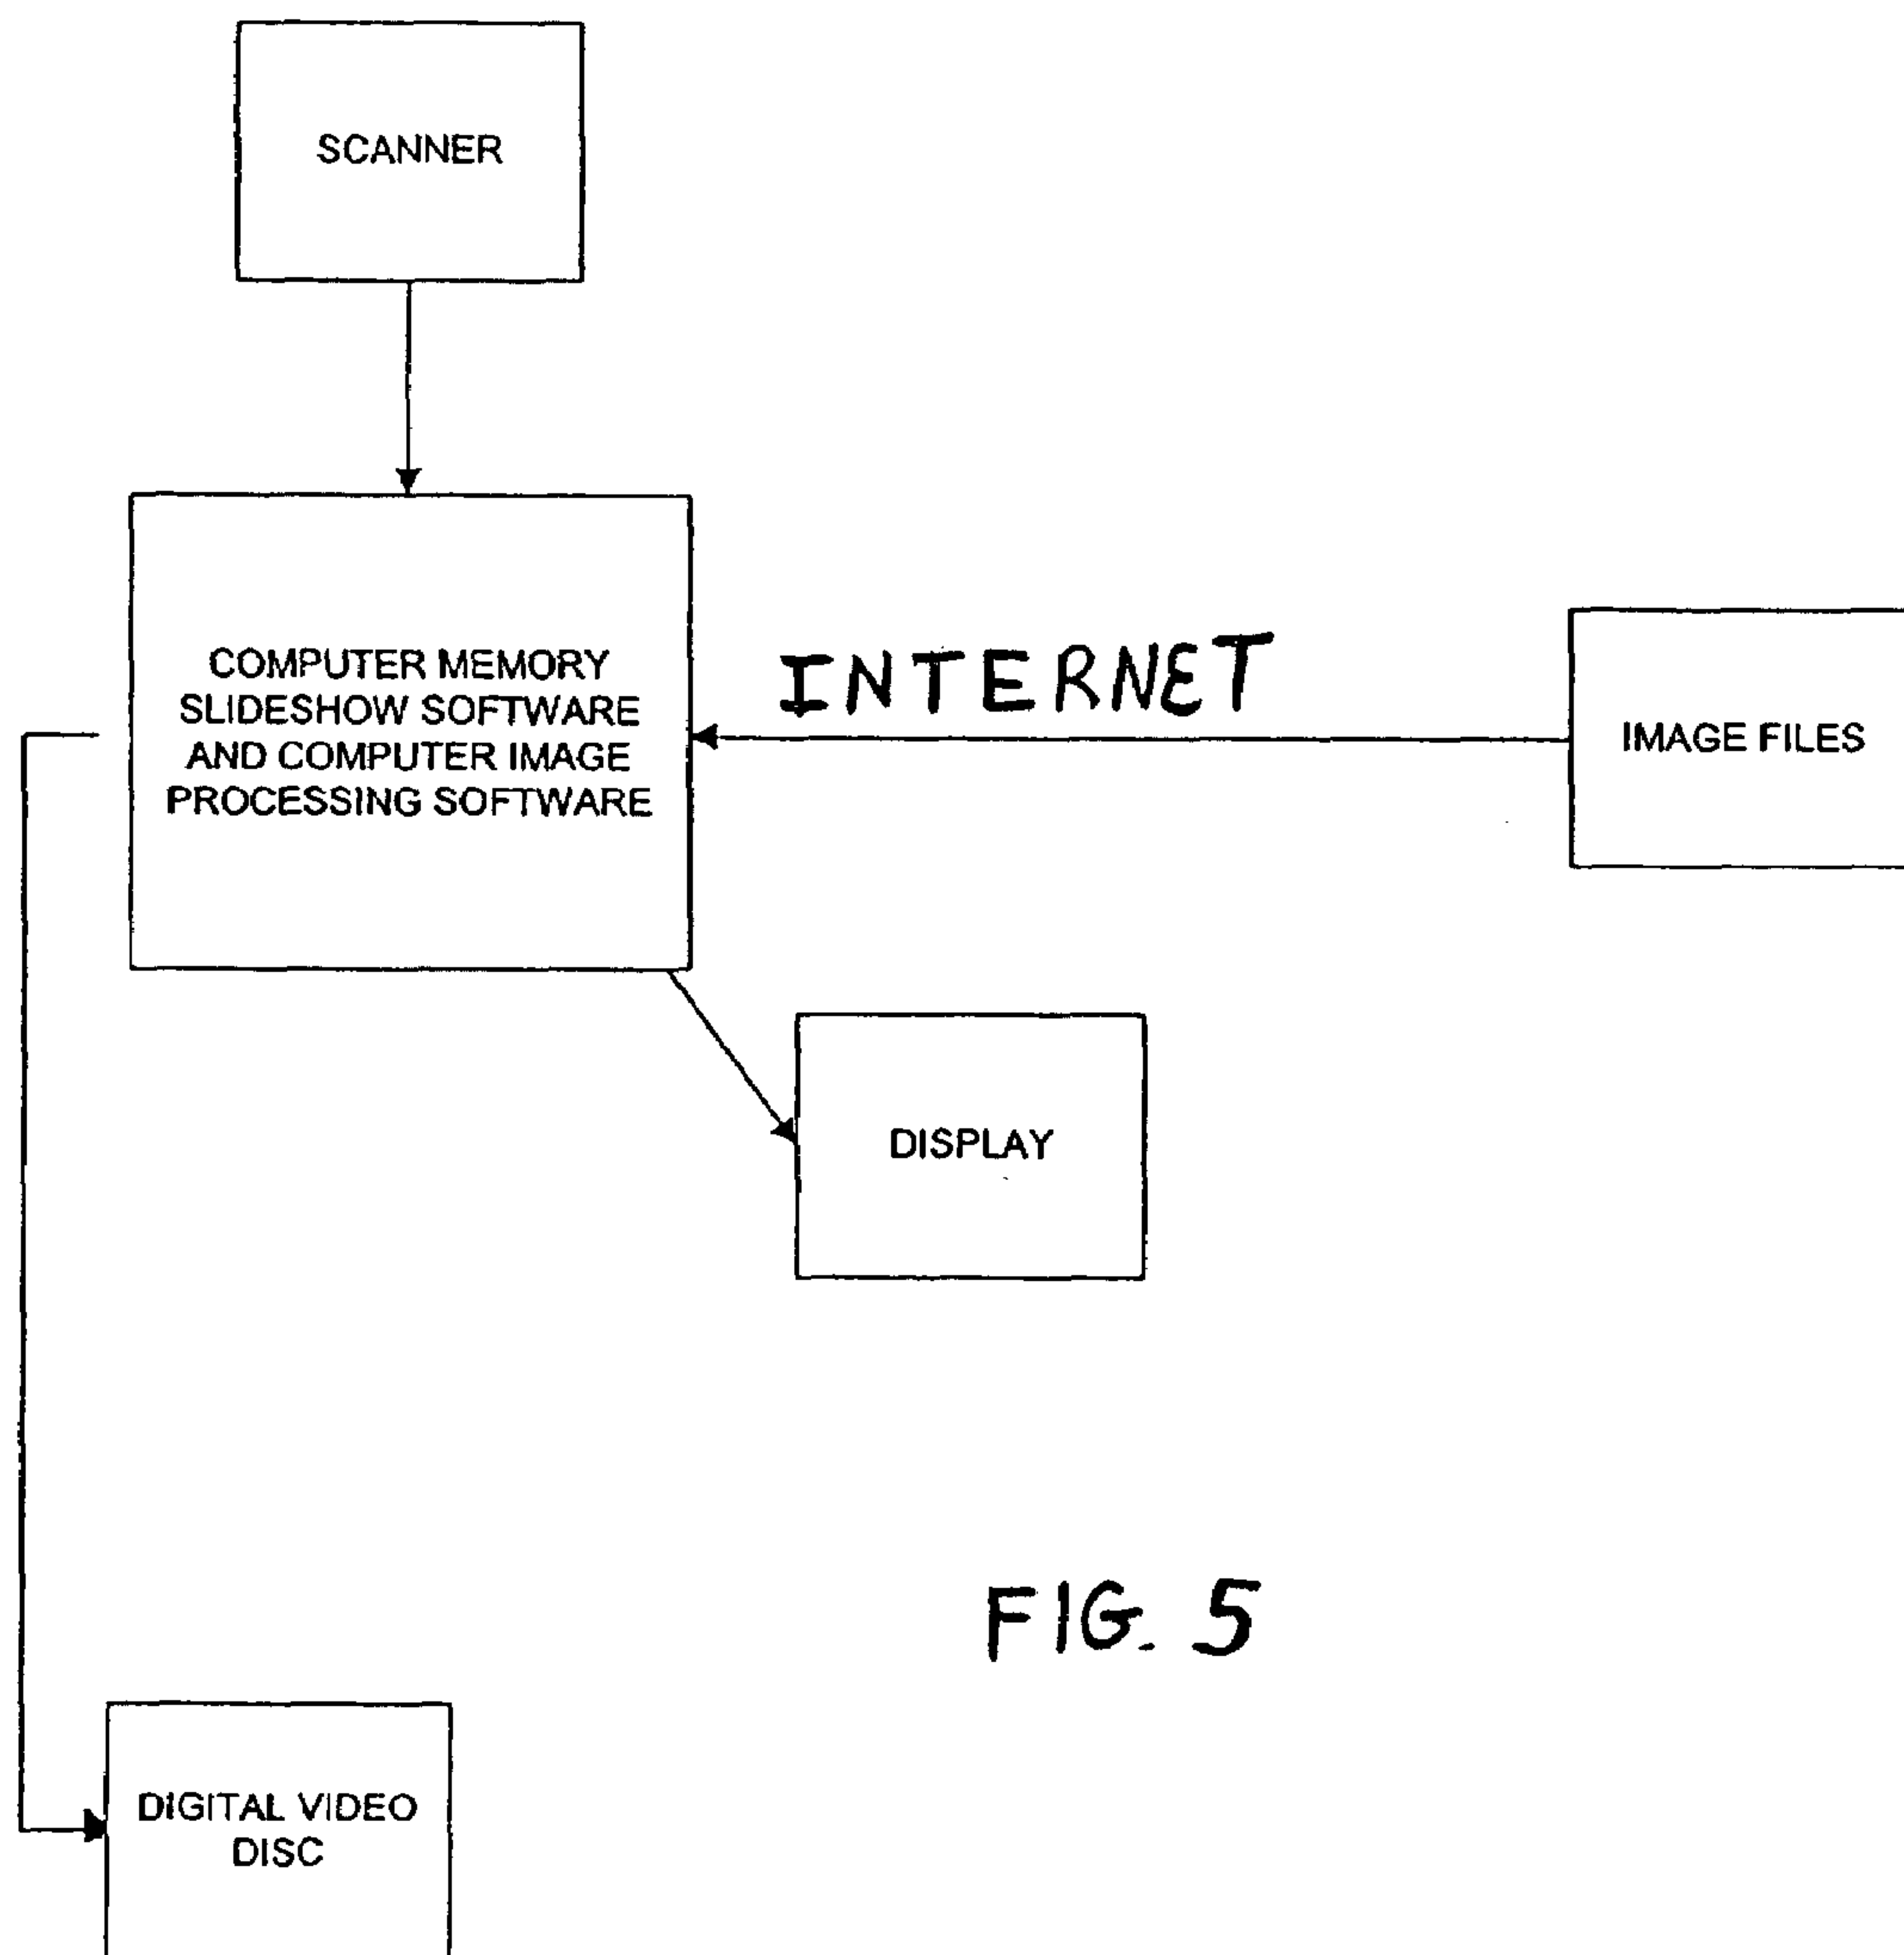 SCANNER
COMPUTER MEMORY
SLIDESHOW SOFTWARE
AND COMPUTER IMAGE
PROCESSING SOFTWARE
INTERNET
IMAGE FILES
DISPLAY
FIG. 5
DIGITAL VIDEO
DISC